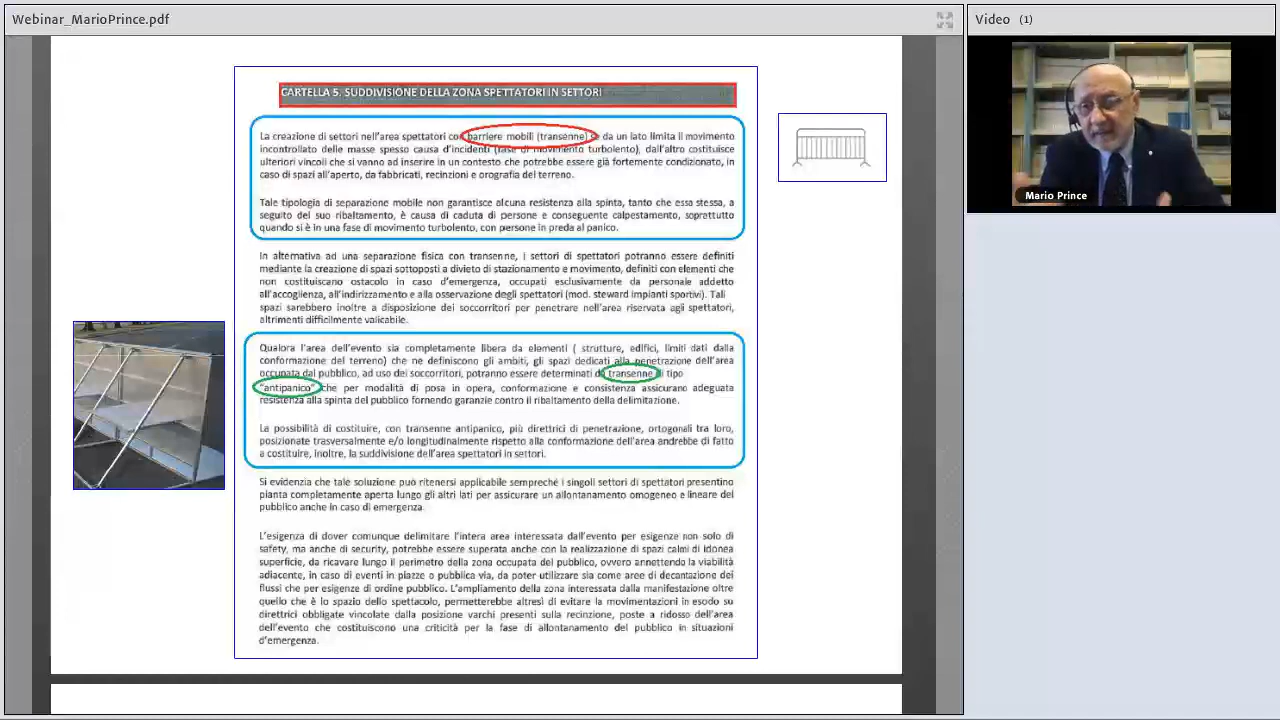 Webinar_MarioPrince.pdf
Video (1)
Mario Prince
CARTELLA 5. SUDDIVISIONE DELLA ZONA SPETTATORI IN SETTORI
La creazione di settori nell'area spettatori con barriere mobili (transenne) se da un lato limita il movimento
incontrollato delle masse spesso causa d'incidenti (fase di movimento turbolento), dall'altro costituisce
ulteriori vincoli che si vanno ad inserire in un contesto che potrebbe essere già fortemente condizionato, in
caso di spazi all'aperto, da fabbricati, recinzioni e orografia del terreno.
Tale tipologia di separazione mobile non garantisce alcuna resistenza alla spinta, tanto che essa stessa, a
seguito del suo ribaltamento, è causa di caduta di persone e conseguente calpestamento, soprattutto
quando si è in una fase di movimento turbolento, con persone in preda al panico.
In alternativa ad una separazione fisica con transenne, i settori di spettatori potranno essere definiti
mediante la creazione di spazi sottoposti a divieto di stazionamento e movimento, definiti con elementi che
non costituiscano ostacolo in caso d'emergenza, occupati esclusivamente da personale addetto
all'accoglienza, all'indirizzamento e alla osservazione degli spettatori (mod. steward impianti sportivi). Tali
spazi sarebbero inoltre a disposizione dei soccorritori per penetrare nell'area riservata agli spettatori,
altrimenti difficilmente valicabile.
Qualora l'area dell'evento sia completamente libera da elementi ( strutture, edifici, limiti dati dalla
conformazione del terreno) che ne definiscono gli ambiti, gli spazi dedicati alla penetrazione dell'area
occupata dal pubblico, ad uso dei soccorritori, potranno essere determinati da transenne di tipo
"antipanico" che per modalità di posa in opera, conformazione e consistenza assicurano adeguata
resistenza alla spinta del pubblico fornendo garanzie contro il ribaltamento della delimitazione.
La possibilità di costituire, con transenne antipanico, più direttrici di penetrazione, ortogonali tra loro,
posizionate trasversalmente e/o longitudinalmente rispetto alla conformazione dell'area andrebbe di fatto
a costituire, inoltre, la suddivisione dell'area spettatori in settori.
Si evidenzia che tale soluzione può ritenersi applicabile sempreché i singoli settori di spettatori presentino
pianta completamente aperta lungo gli altri lati per assicurare un allontanamento omogeneo e lineare del
pubblico anche in caso di emergenza.
L'esigenza di dover comunque delimitare l'intera area interessata dall'evento per esigenze non solo di
safety, ma anche di security, potrebbe essere superata anche con la realizzazione di spazi calmi di idonea
superficie, da ricavare lungo il perimetro della zona occupata del pubblico, ovvero annettendo la viabilità
adiacente, in caso di eventi in piazze o pubblica via, da poter utilizzare sia come aree di decantazione dei
flussi che per esigenze di ordine pubblico. L'ampliamento della zona interessata dalla manifestazione oltre
quello che è lo spazio dello spettacolo, permetterebbe altresì di evitare la movimentazioni in esodo su
direttrici obbligate vincolate dalla posizione varchi presenti sulla recinzione, poste a ridosso dell'area
dell'evento che costituiscono una criticità per la fase di allontanamento del pubblico in situazioni
d'emergenza.